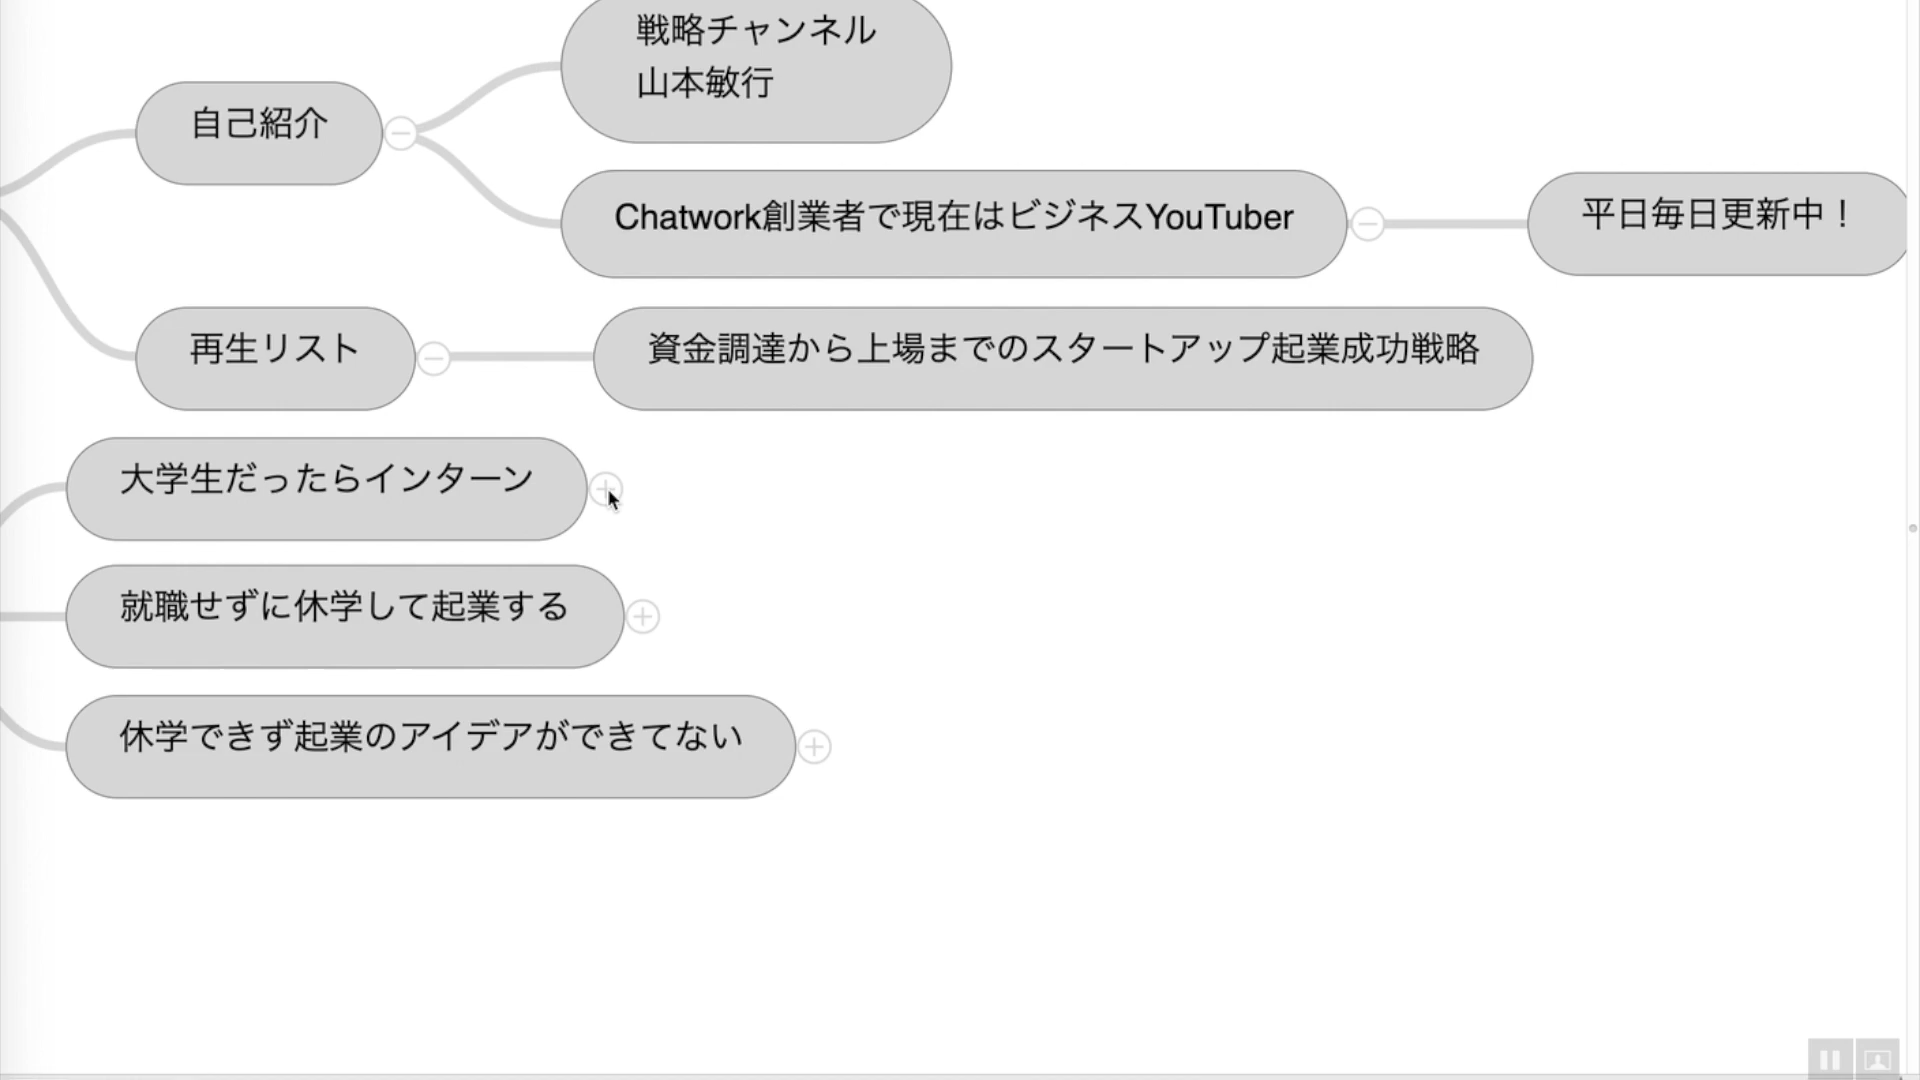 戦略チャンネル
山本敏行
自己紹介
Chatwork創業者で現在はビジネスYouTuber
平日毎日更新中！
再生リスト
資金調達から上場までのスタートアップ起業成功戦略
大学生だったらインターン
就職せずに休学して起業する
休学できず起業のアイデアができてない